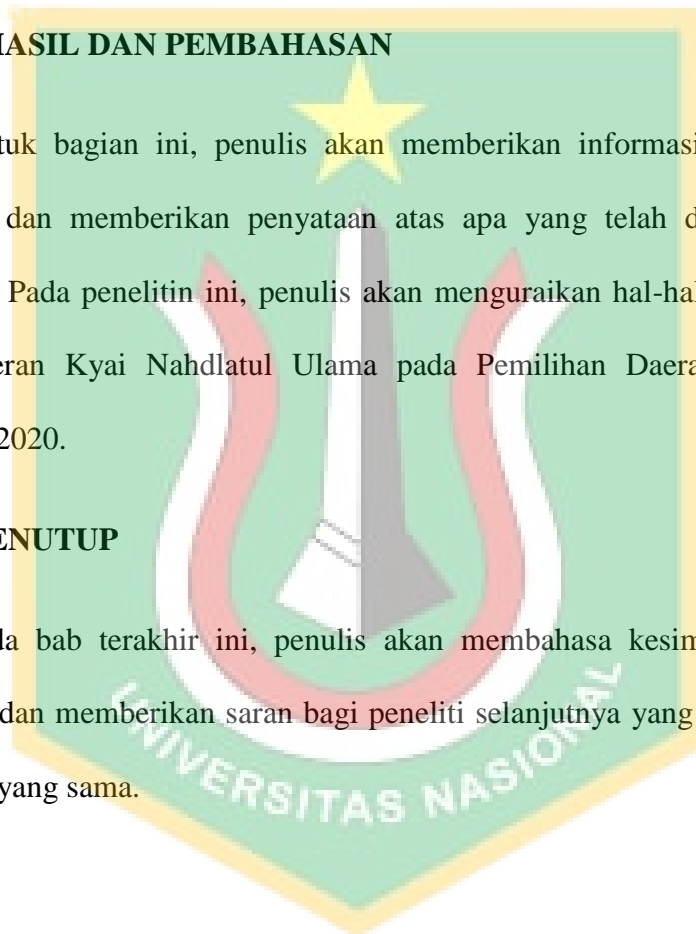 HASIL DAN PEMBAHASAN
tuk bagian ini, penulis akan memberikan informasi
dan memberikan penyataan atas apa yang telah d
Pada penelitin ini, penulis akan menguraikan hal-hal
eran Kyai Nahdlatul Ulama pada Pemilihan Daera
2020.
ENUTUP
da bab terakhir ini, penulis akan membahasa kesim
dan memberikan saran bagi peneliti selanjutnya yang
yang sama.
UNIVERSITAS NASIONAL